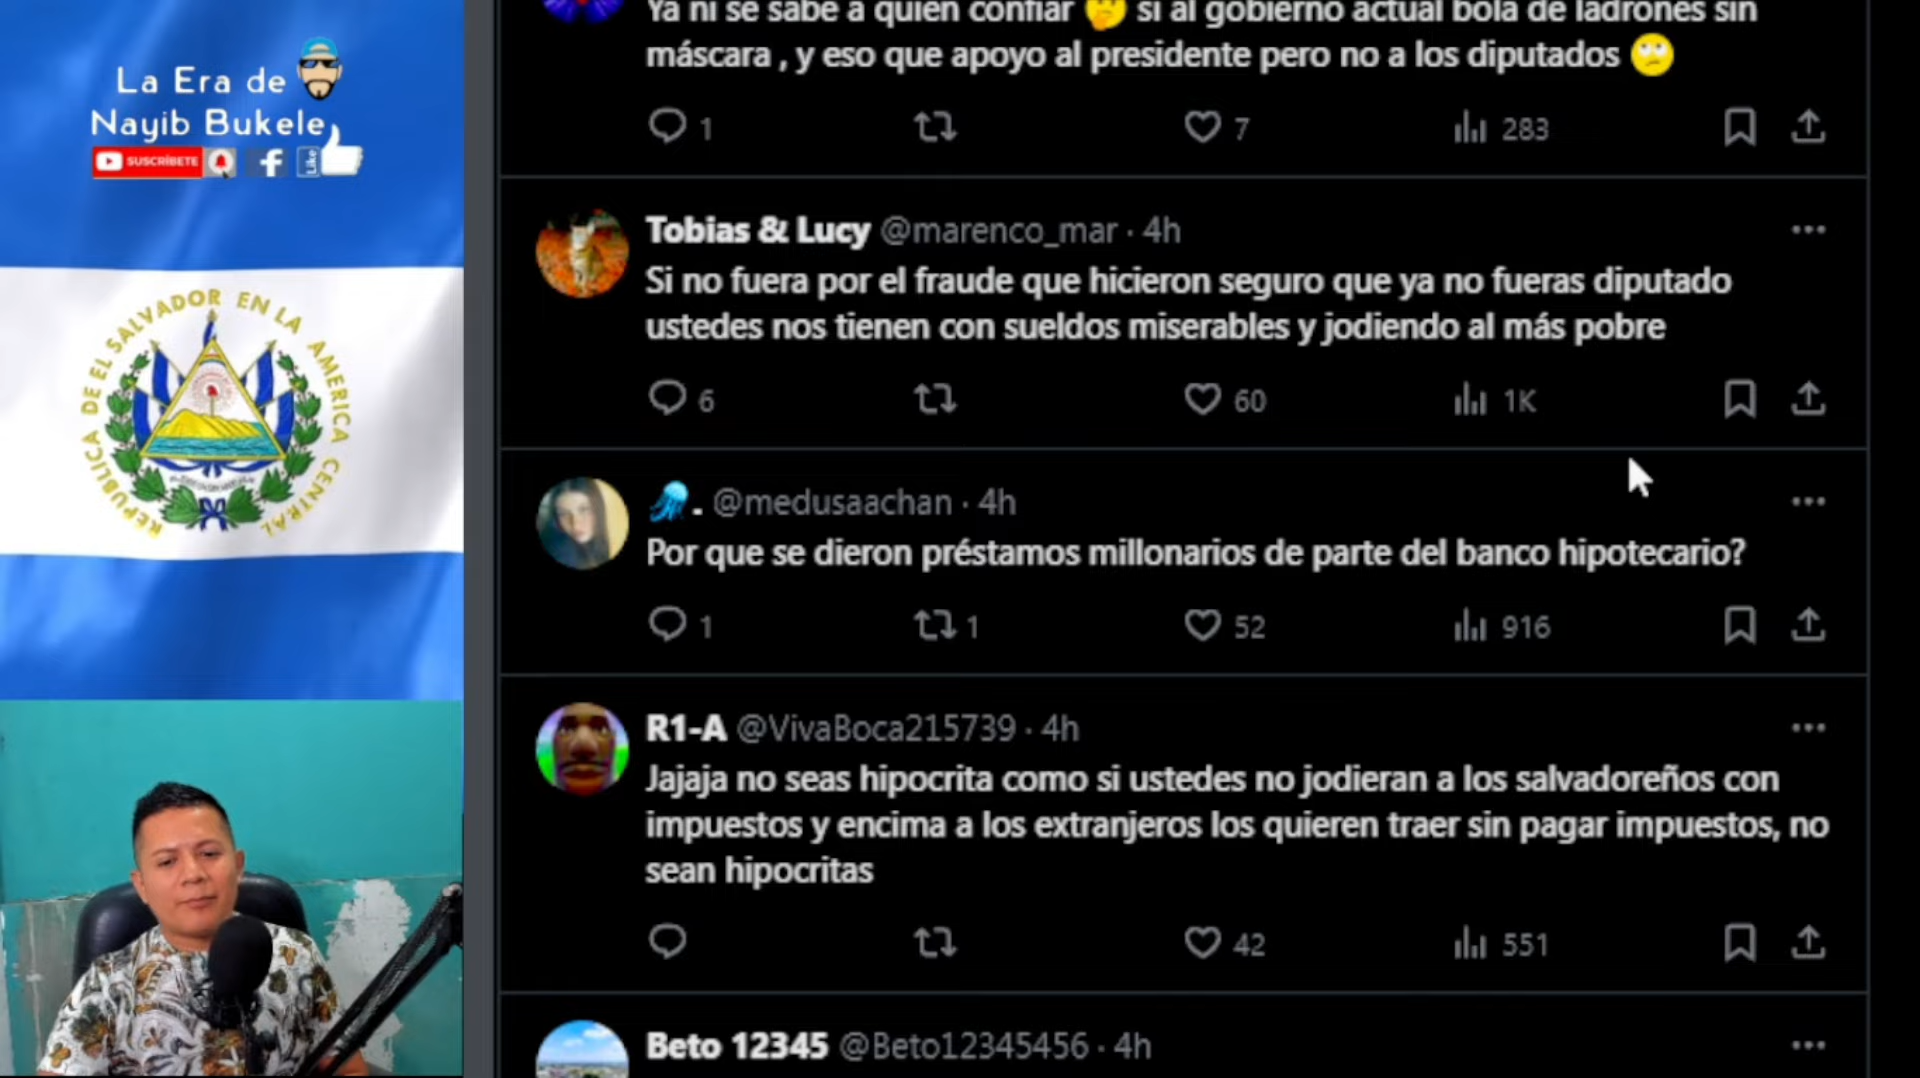 La Era de
Nayib Bukele
SUSCRÍBETE
Like
REPUBLICA DE EL SALVADOR EN LA AMERICA CENTRAL
Ya ni se sabe a quien confiar 🤔 si al gobierno actual bola de ladrones sin
máscara , y eso que apoyo al presidente pero no a los diputados 🙄
1 7 283
Tobias & Lucy @marenco_mar · 4h
Si no fuera por el fraude que hicieron seguro que ya no fueras diputado
ustedes nos tienen con sueldos miserables y jodiendo al más pobre
6 60 1K
🪼. @medusaachan · 4h
Por que se dieron préstamos millonarios de parte del banco hipotecario?
1 1 52 916
R1-A @VivaBoca215739 · 4h
Jajaja no seas hipocrita como si ustedes no jodieran a los salvadoreños con
impuestos y encima a los extranjeros los quieren traer sin pagar impuestos, no
sean hipocritas
42 551
Beto 12345 @Beto12345456 · 4h